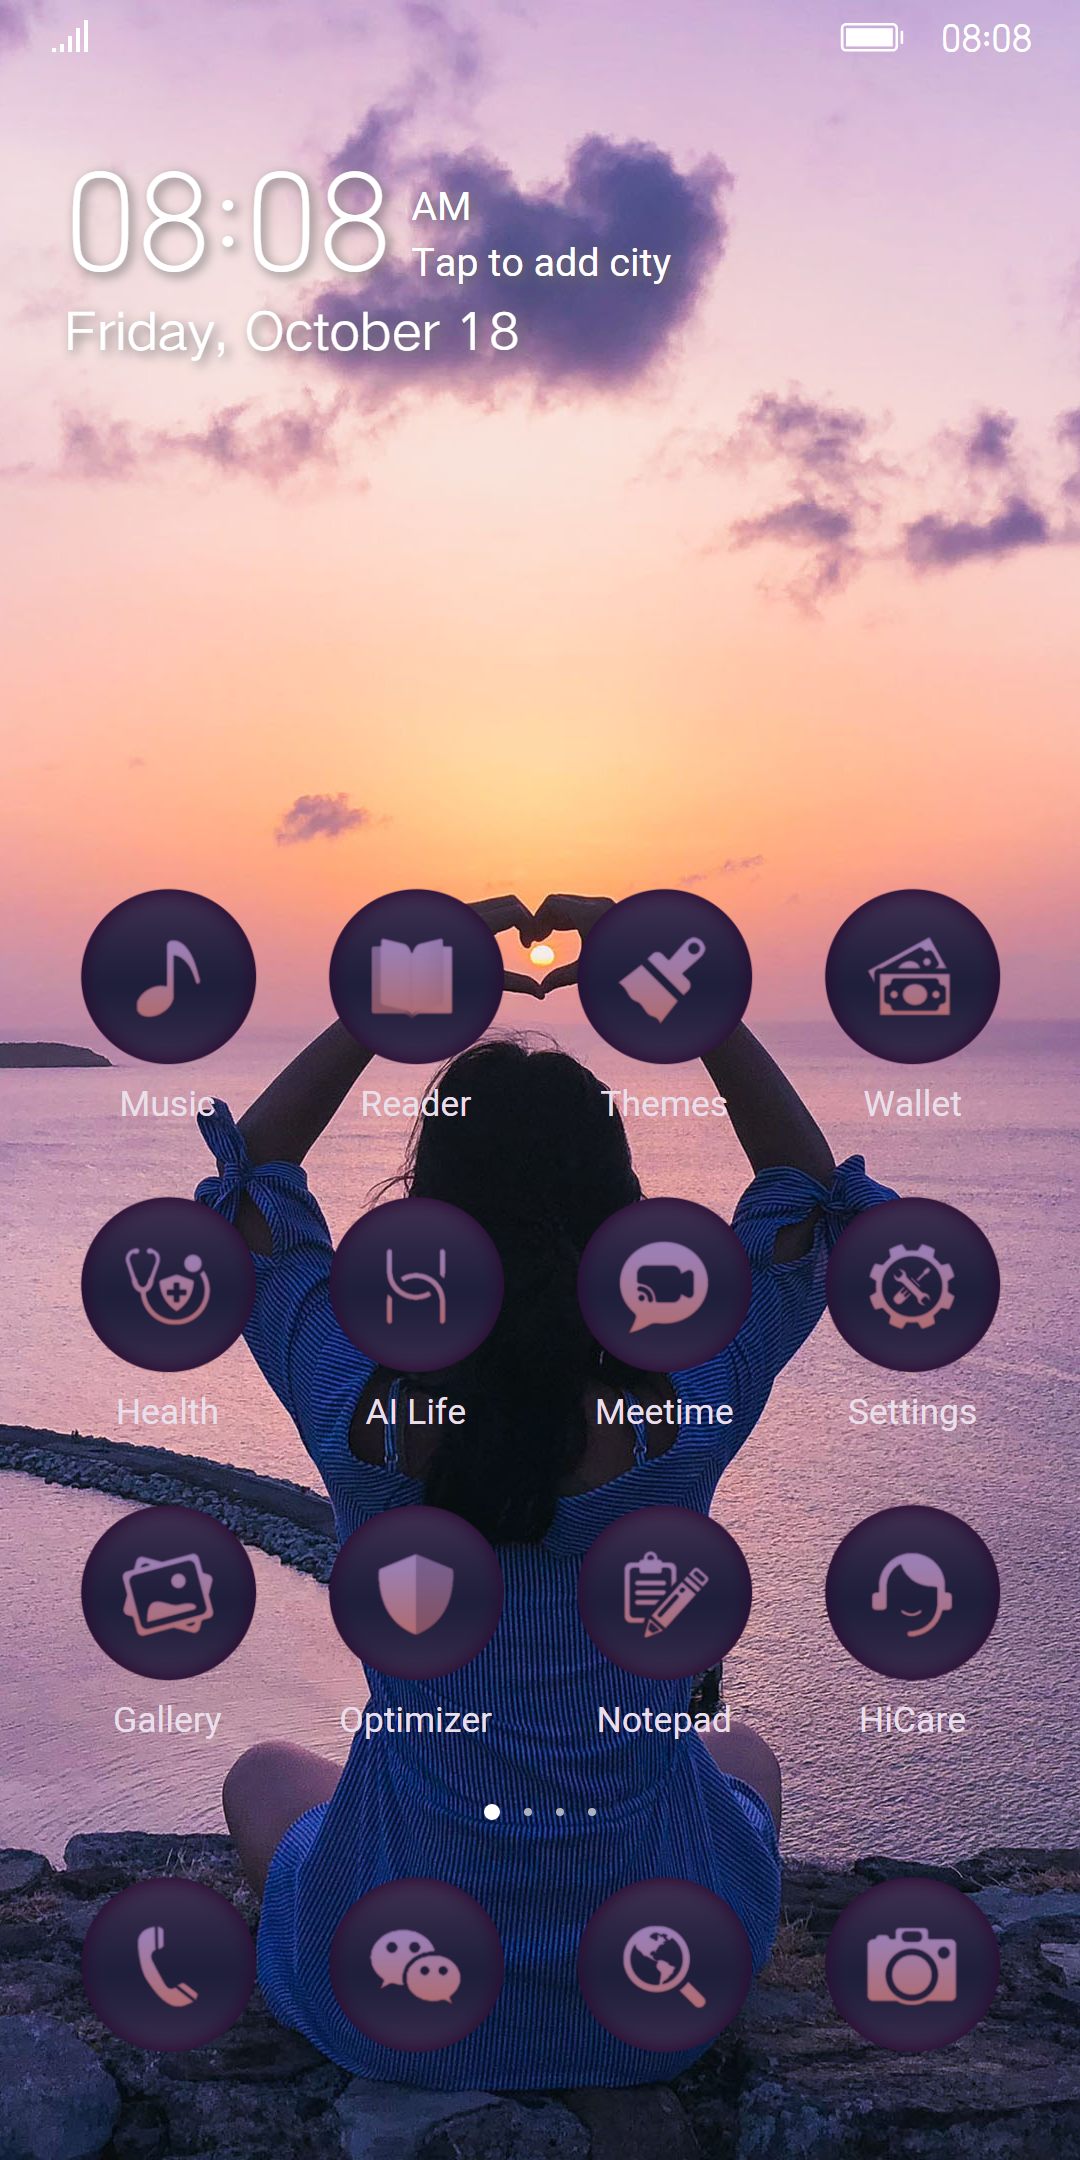 08:08
08:08 AM
Tap to add city
Friday, October 18
Music Reader Themes Wallet
Health AI Life Meetime Settings
Gallery Optimizer Notepad HiCare